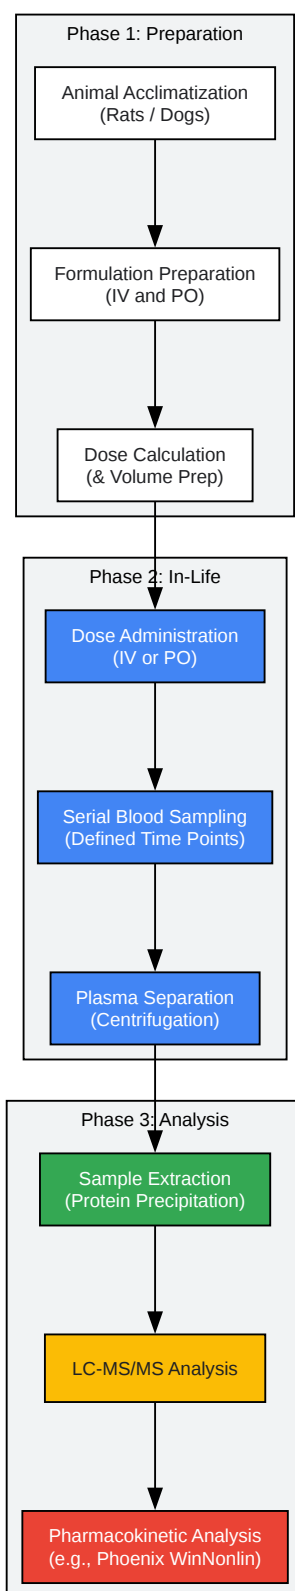 Phase 1: Preparation
Animal Acclimatization
(Rats / Dogs)
Formulation Preparation
(IV and PO)
Dose Calculation
(& Volume Prep)
Phase 2: In-Life
Dose Administration
(IV or PO)
Serial Blood Sampling
(Defined Time Points)
Plasma Separation
(Centrifugation)
Phase 3: Analysis
Sample Extraction
(Protein Precipitation)
LC-MS/MS Analysis
Pharmacokinetic Analysis
(e.g., Phoenix WinNonlin)